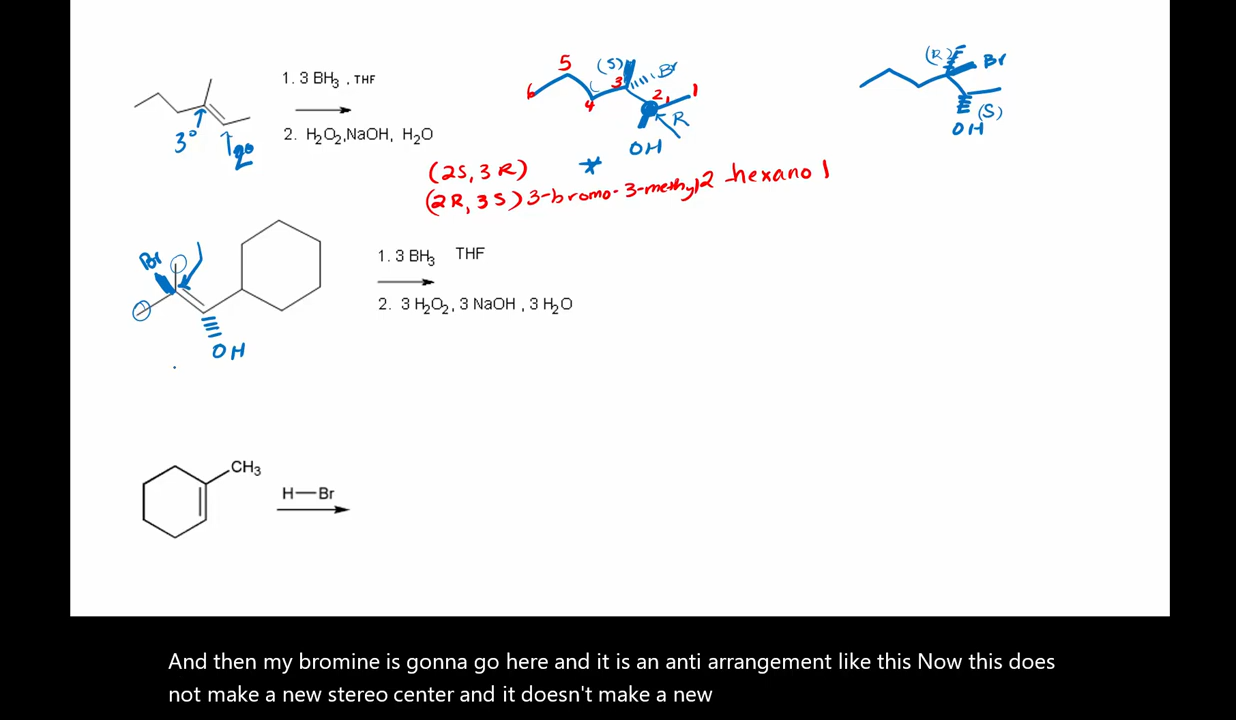 1. 3 BH3 . THF
2. H2O2,NaOH, H2O
3°
2°
6
5
4
3
2
1
(S)
Br
R
OH
(R)
Br
(S)
OH
(2S, 3R)
(2R, 3S) 3-bromo-3-methyl2-hexanol
Br
OH
1. 3 BH3 THF
2. 3 H2O2, 3 NaOH , 3 H2O
CH3
H—Br
And then my bromine is gonna go here and it is an anti arrangement like this Now this does
not make a new stereo center and it doesn't make a new